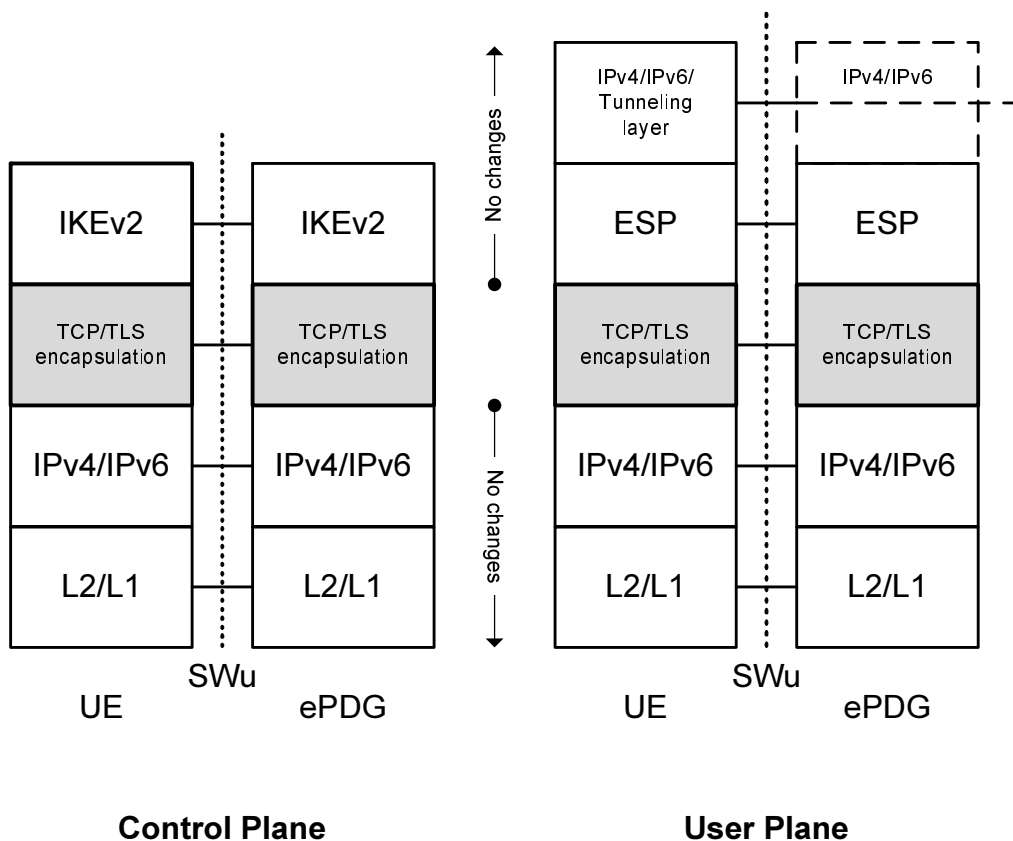 IKEv2
IKEv2
TCP/TLS
encapsulation
TCP/TLS
encapsulation
IPv4/IPv6
IPv4/IPv6
L2/L1
L2/L1
SWu
UE
ePDG
Control Plane
No changes
No changes
IPv4/IPv6/
Tunneling
layer
IPv4/IPv6
ESP
ESP
TCP/TLS
encapsulation
TCP/TLS
encapsulation
IPv4/IPv6
IPv4/IPv6
L2/L1
L2/L1
SWu
UE
ePDG
User Plane